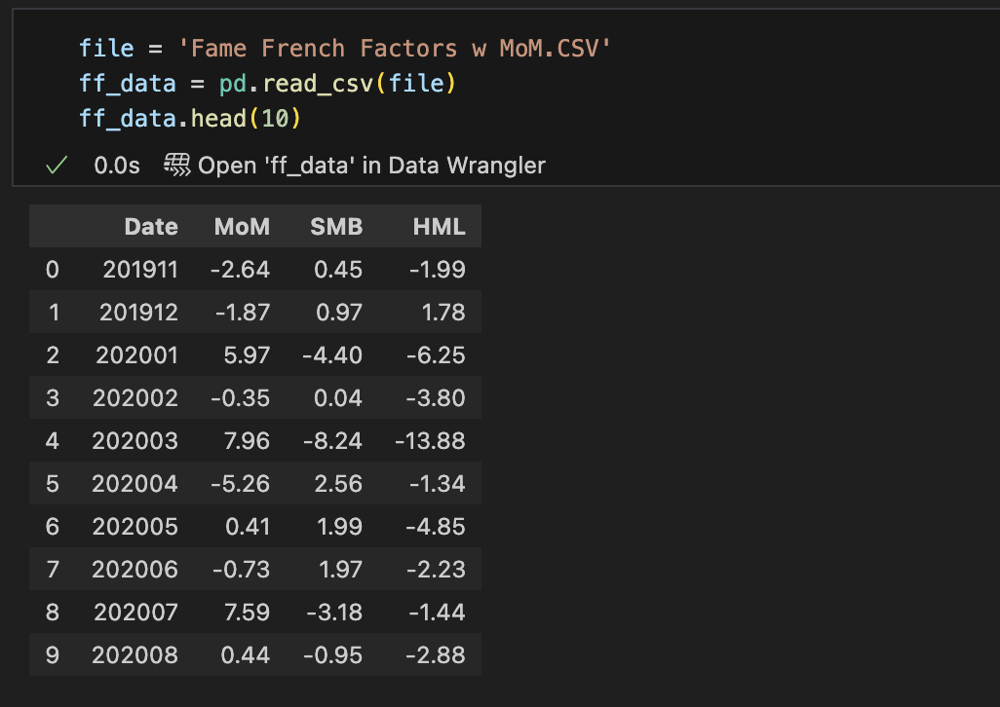 file = 'Fame French Factors w MoM.CSV'
ff_data = pd.read_csv(file)
ff_data.head(10)
0.0s Open 'ff_data' in Data Wrangler
Date MoM SMB HML
0 201911 -2.64 0.45 -1.99
1 201912 -1.87 0.97 1.78
2 202001 5.97 -4.40 -6.25
3 202002 -0.35 0.04 -3.80
4 202003 7.96 -8.24 -13.88
5 202004 -5.26 2.56 -1.34
6 202005 0.41 1.99 -4.85
7 202006 -0.73 1.97 -2.23
8 202007 7.59 -3.18 -1.44
9 202008 0.44 -0.95 -2.88